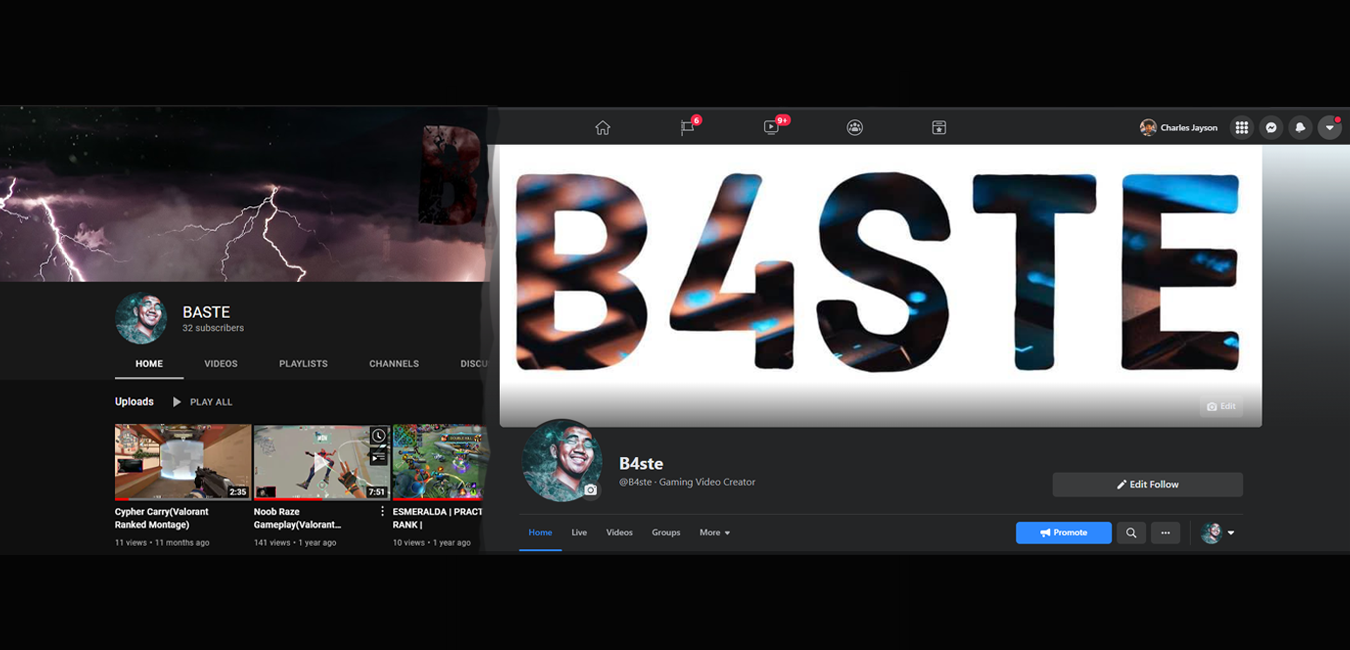 B
BASTE
32 subscribers
HOME VIDEOS PLAYLISTS CHANNELS DISCU
Uploads PLAY ALL
2:35
7:51
Cypher Carry(Valorant
Ranked Montage)
11 views • 11 months ago
Noob Raze
Gameplay(Valorant...
141 views • 1 year ago
ESMERALDA | PRACT
RANK |
10 views • 1 year ago
6
9+
Charles Jayson
B4STE
Edit
B4ste
@B4ste · Gaming Video Creator
Edit Follow
Home Live Videos Groups More
Promote